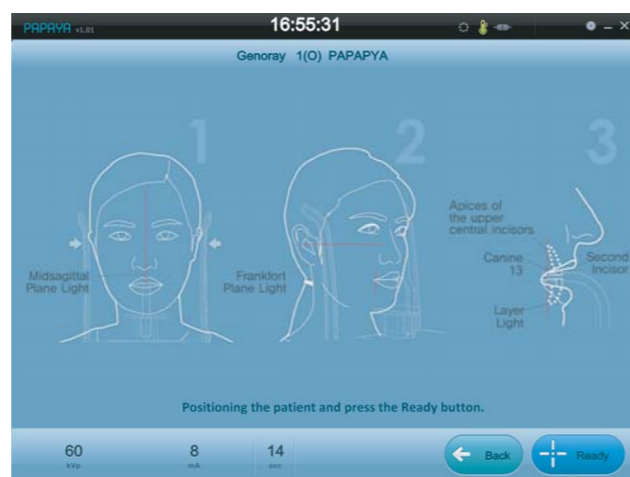 PAPAYA v1.01
16:55:31
Genoray 1(O) PAPAPYA
1
2
3
Midsagittal
Plane Light
Frankfort
Plane Light
Apices of
the upper
central incisors
Canine
13
Second
Incisor
Layer
Light
Positioning the patient and press the Ready button.
60
kVp
8
mA
14
sec
Back
Ready